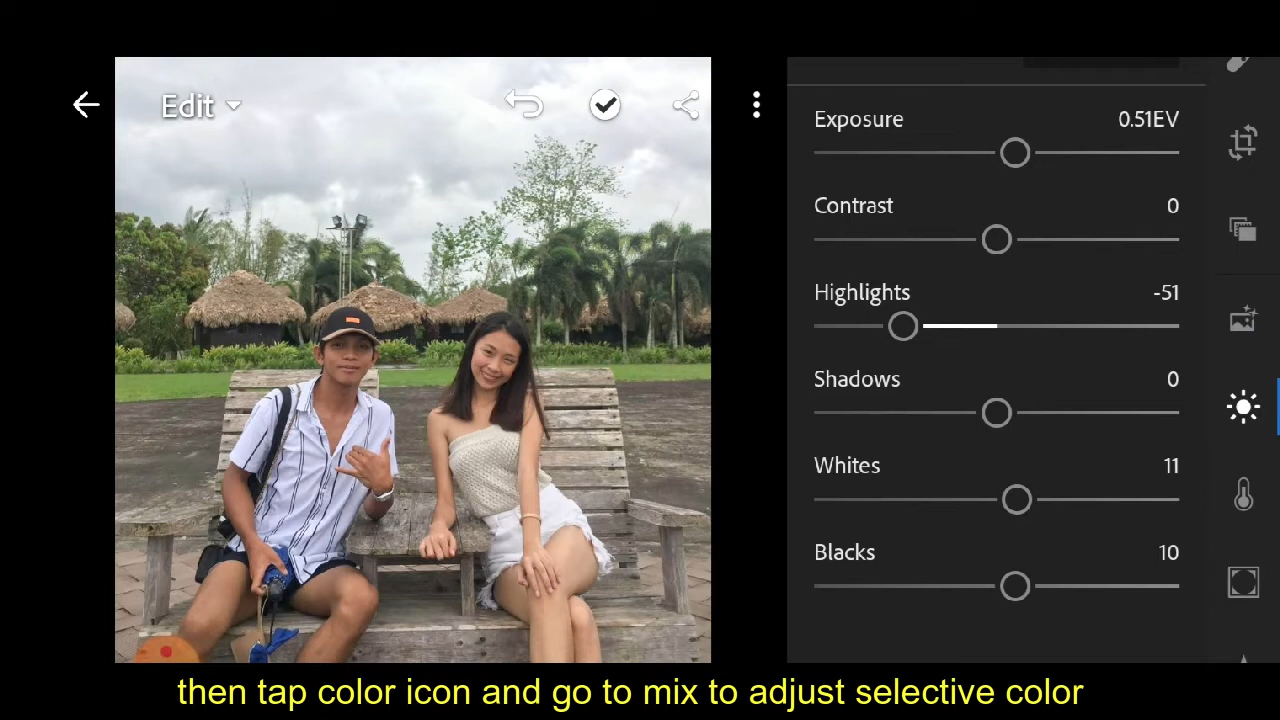 Edit
Exposure 0.51EV
Contrast 0
Highlights -51
Shadows 0
Whites 11
Blacks 10
then tap color icon and go to mix to adjust selective color